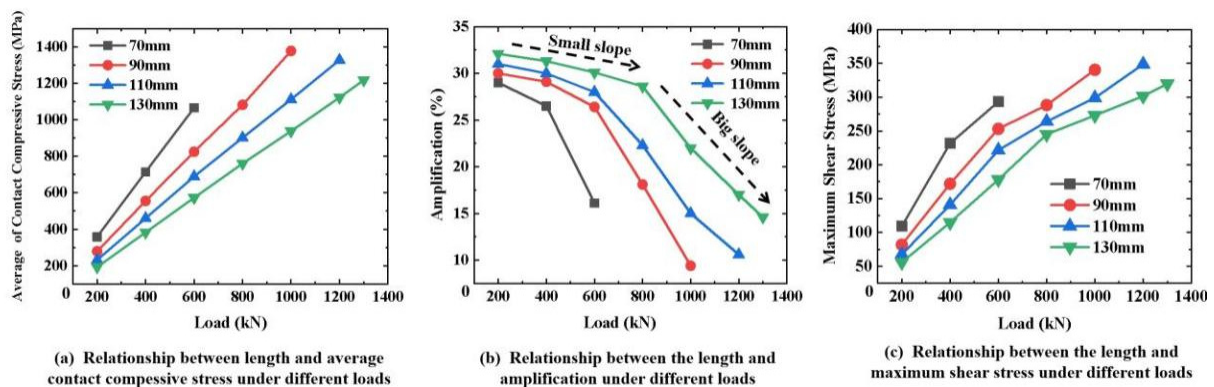 Average of Contact Compressive Stress (MPa)
1400
1200
1000
800
600
400
200
0
70mm
90mm
110mm
130mm
200 400 600 800 1000 1200 1400
Load (kN)
(a) Relationship between length and average
contact compessive stress under different loads
Amplification (%)
35
30
25
20
15
10
0
Small slope
Big slope
70mm
90mm
110mm
130mm
200 400 600 800 1000 1200 1400
Load (kN)
(b) Relationship between the length and
amplification under different loads
Maximum Shear Stress (MPa)
400
350
300
250
200
150
100
50
0
70mm
90mm
110mm
130mm
200 400 600 800 1000 1200 1400
Load (kN)
(c) Relationship between the length and
maximum shear stress under different loads